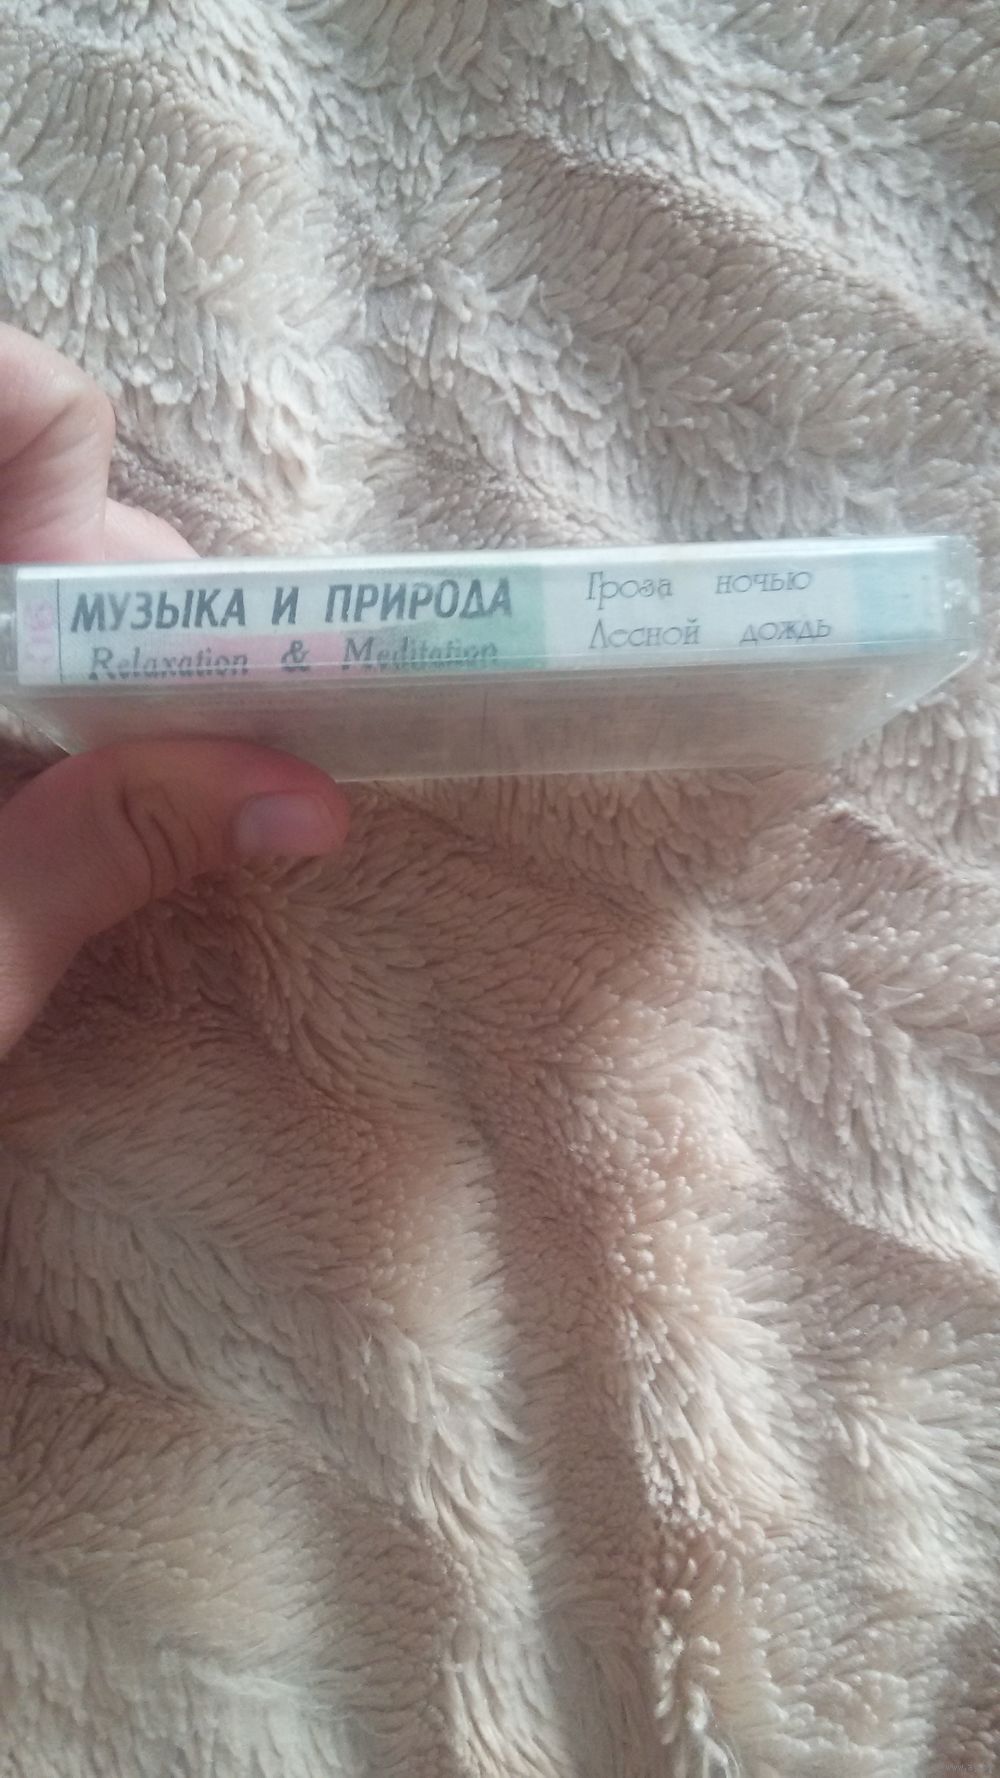 МУЗЫКА И ПРИРОДА
Relaxation & Meditation
Гроза ночью
Лесной дождь